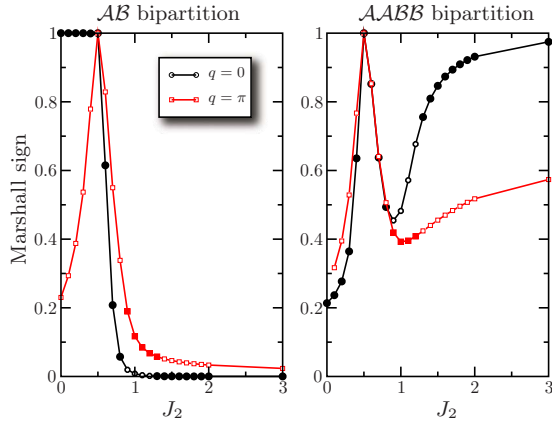 𝒜ℬ bipartition
𝒜𝒜ℬℬ bipartition
Marshall sign
1
0.8
0.6
0.4
0.2
0
q = 0
q = π
0
1
2
3
J₂
1
0.8
0.6
0.4
0.2
0
0
1
2
3
J₂